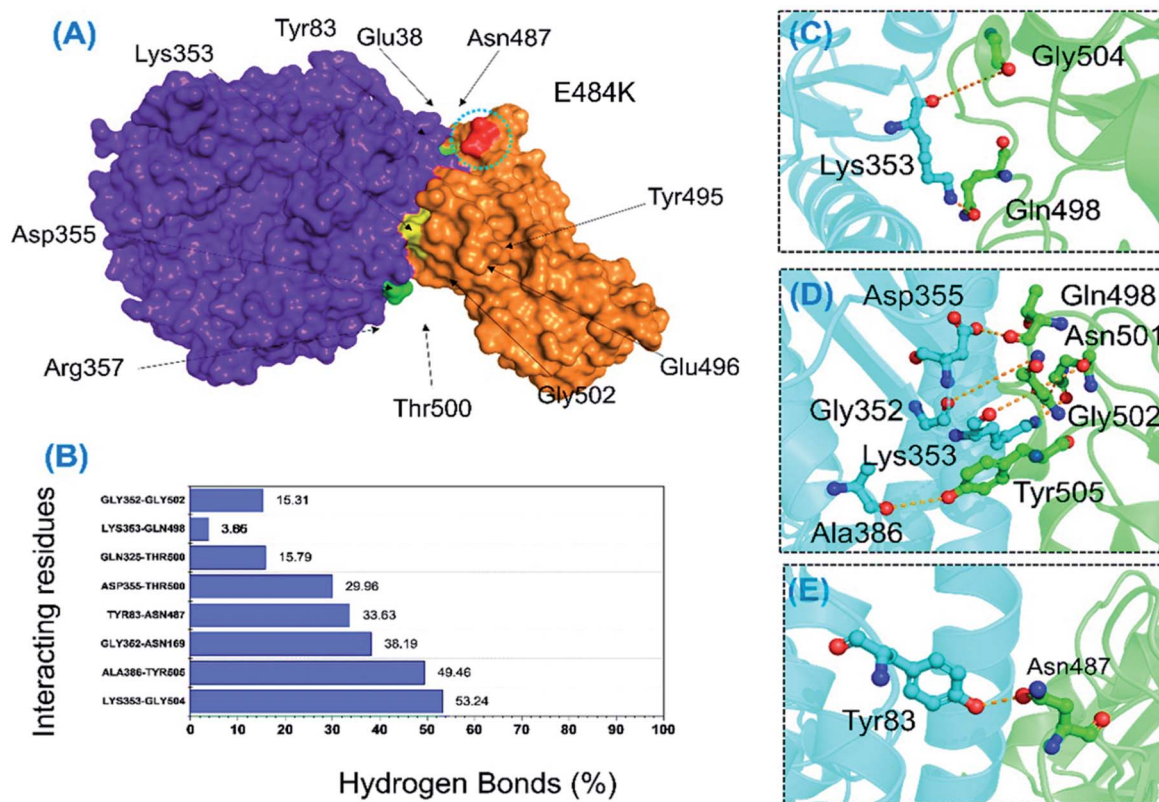 (A)
Lys353
Tyr83
Glu38
Asn487
E484K
Tyr495
Asp355
Arg357
Thr500
Gly502
Glu496
(B)
Interacting residues
GLY352-GLY502
15.31
LYS353-GLN498
3.86
GLN325-THR500
15.79
ASP355-THR500
29.96
TYR83-ASN487
33.63
GLY352-ASN169
38.19
ALA386-TYR505
49.46
LYS353-GLY504
53.24
0 10 20 30 40 50 60 70 80 90 100
Hydrogen Bonds (%)
(C)
Gly504
Lys353
Gln498
(D)
Asp355
Gln498
Asn501
Gly352
Gly502
Lys353
Tyr505
Ala386
(E)
Asn487
Tyr83